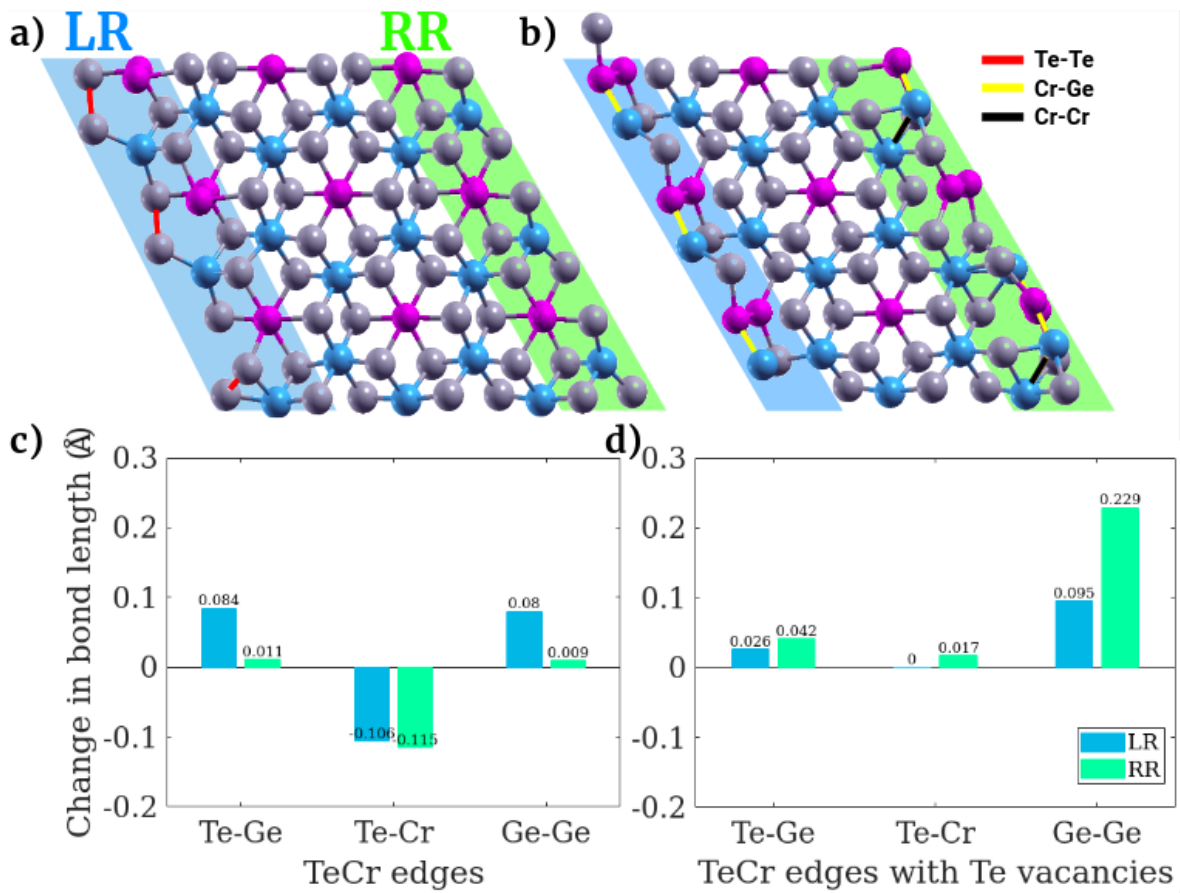 a)
LR
RR
b)
Te-Te
Cr-Ge
Cr-Cr
c)
Change in bond length (Å)
0.3
0.2
0.1
0
-0.1
-0.2
0.084
0.011
-0.106
-0.115
0.08
0.009
Te-Ge
Te-Cr
Ge-Ge
TeCr edges
d)
0.3
0.2
0.1
0
-0.1
-0.2
0.026
0.042
0
0.017
0.095
0.229
LR
RR
Te-Ge
Te-Cr
Ge-Ge
TeCr edges with Te vacancies